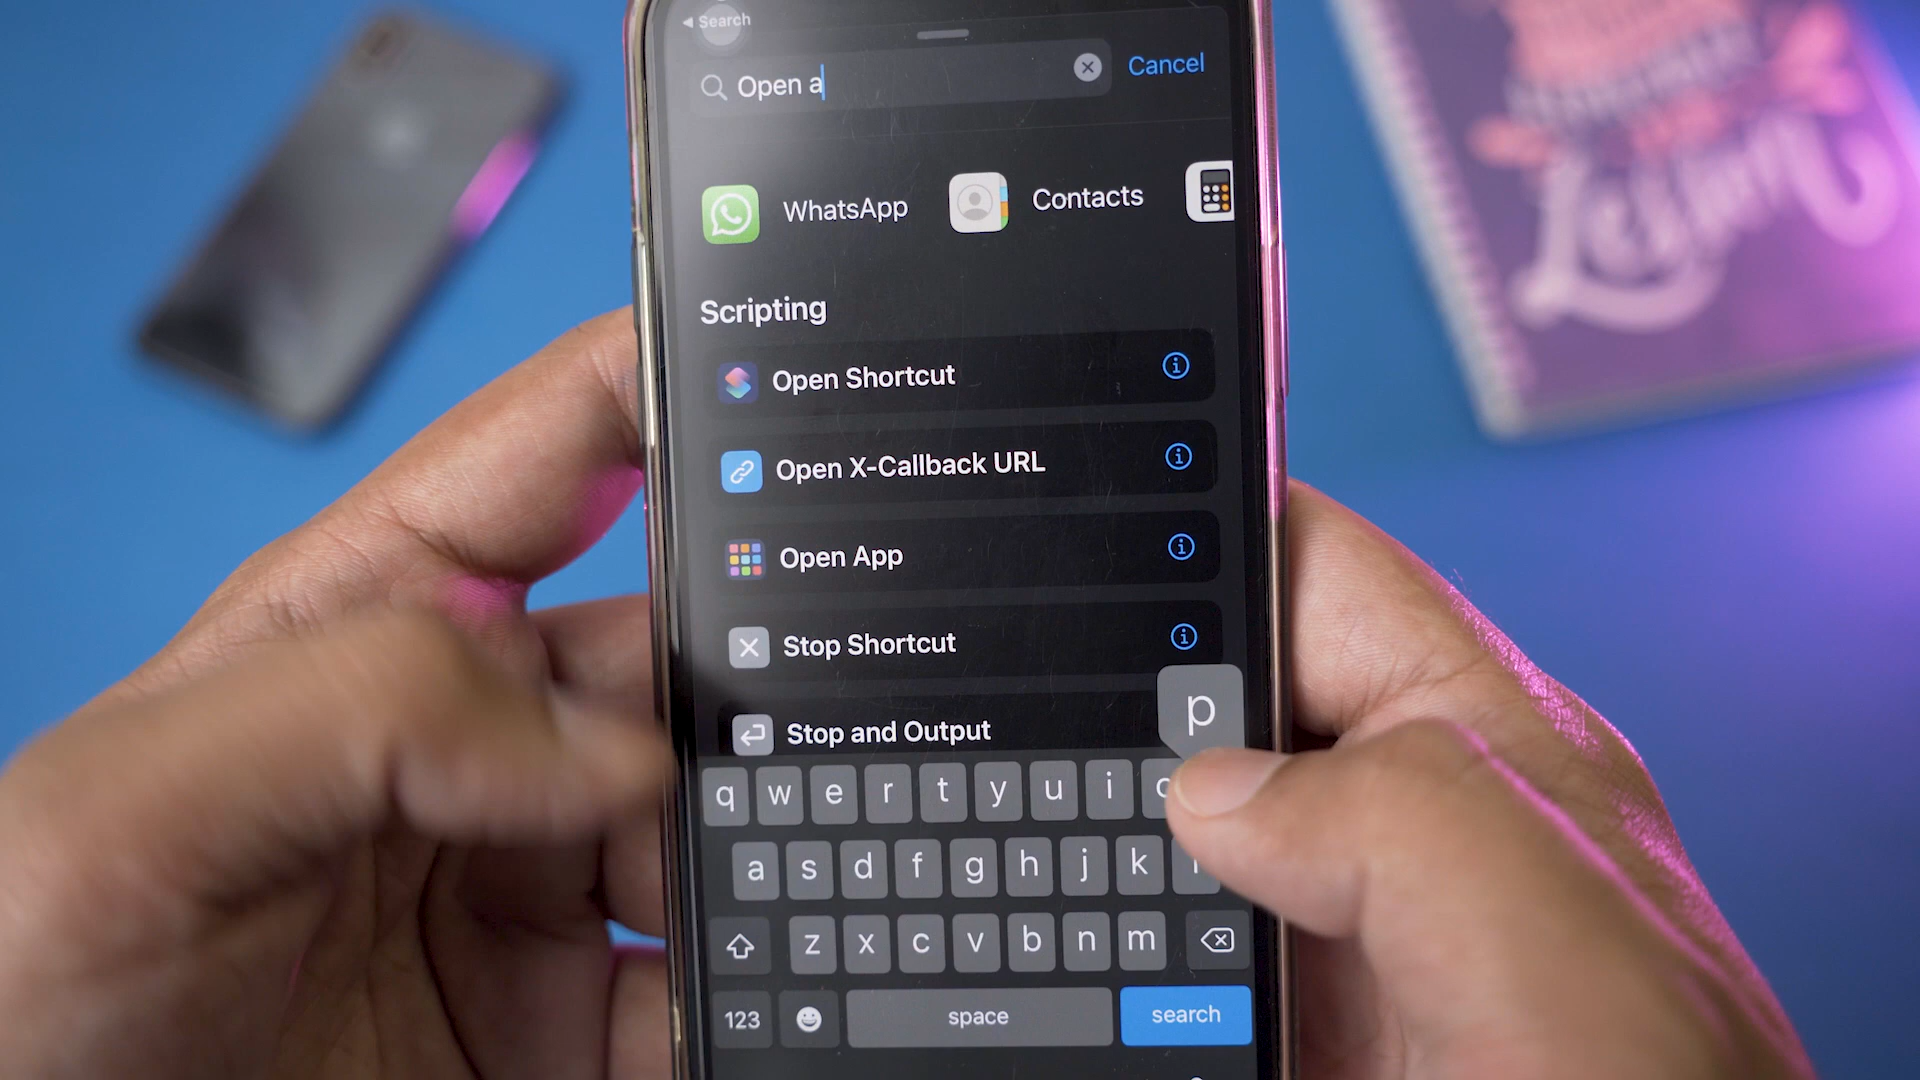 Search
Open a
Cancel
WhatsApp
Contacts
Scripting
Open Shortcut
Open X-Callback URL
Open App
Stop Shortcut
Stop and Output
p
q w e r t y u i
a s d f g h j k
z x c v b n m
123
space
search